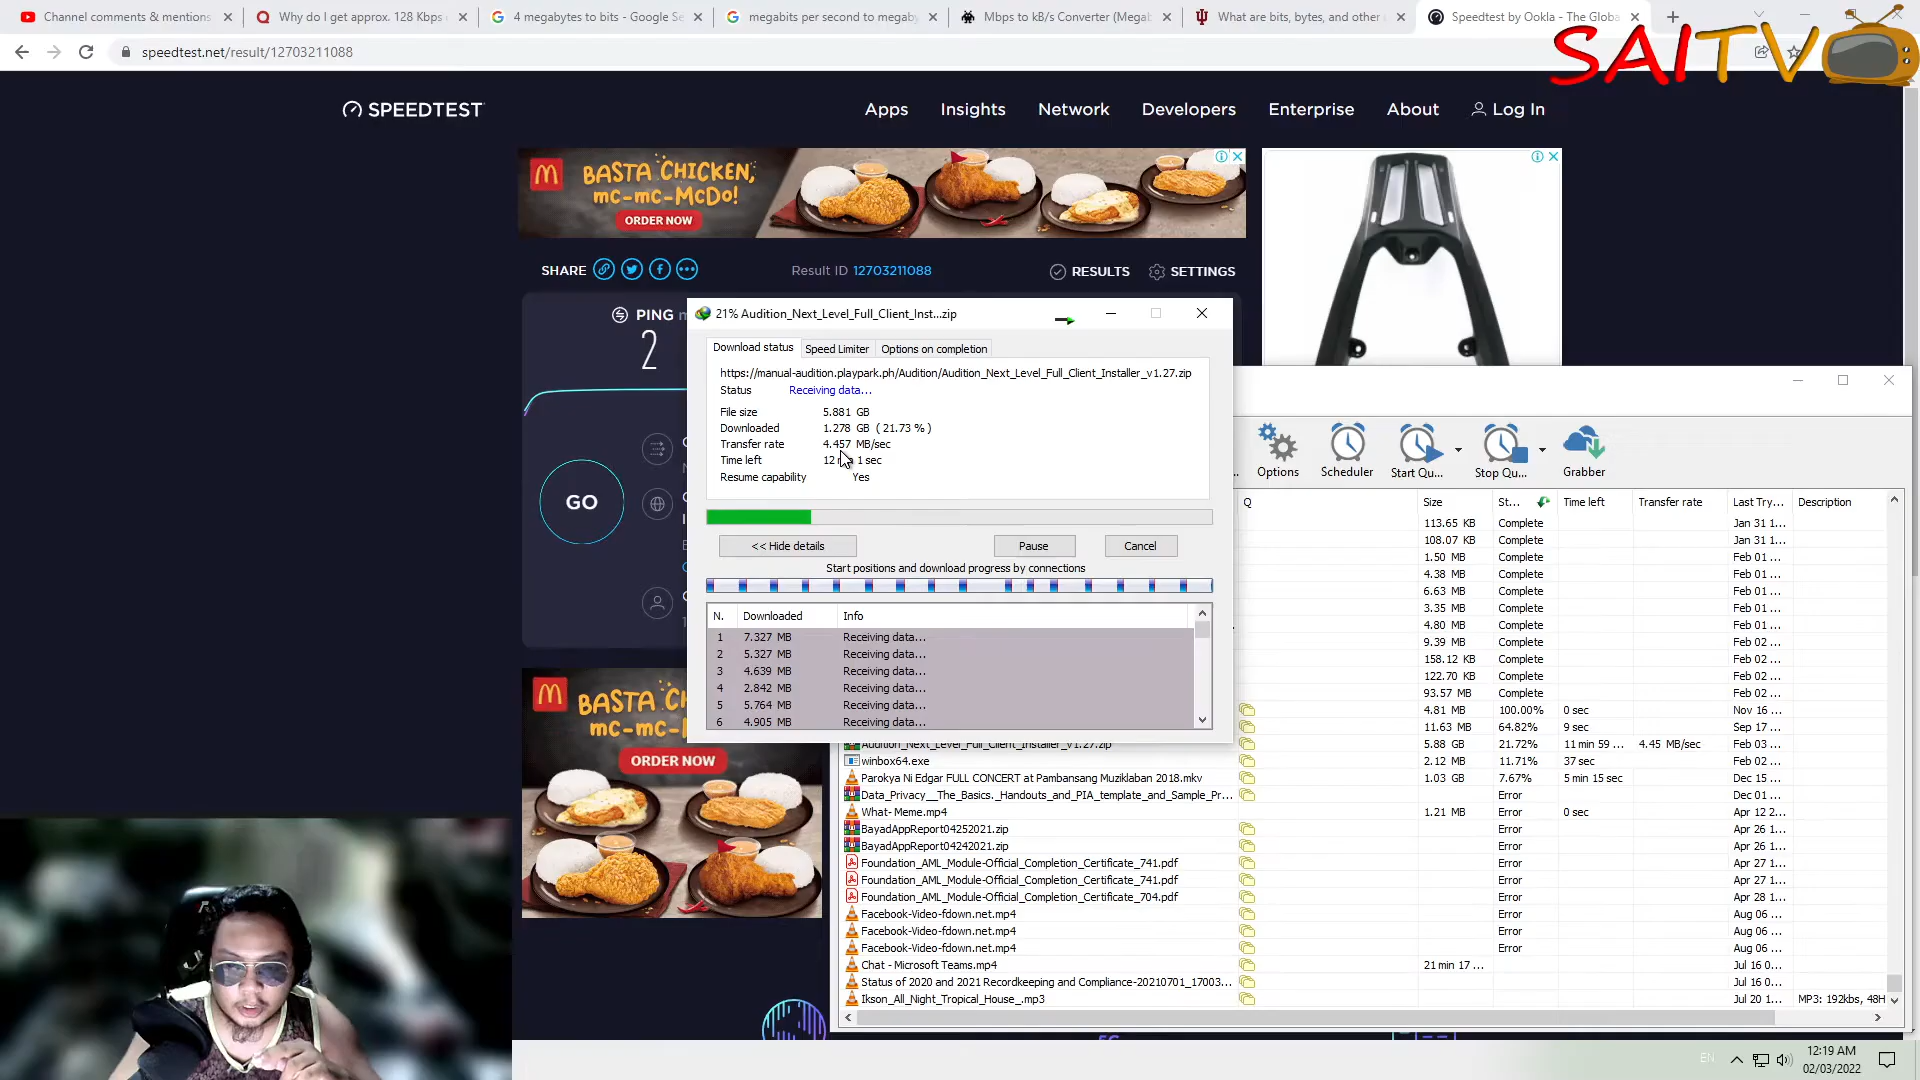 Channel comments & mentions
Why do I get approx. 128 Kbps
4 megabytes to bits - Google Se
megabits per second to megaby
Mbps to kB/s Converter (Megab
What are bits, bytes, and other
Speedtest by Ookla - The Globa
SAITV
speedtest.net/result/12703211088
SPEEDTEST
Apps
Insights
Network
Developers
Enterprise
About
Log In
BASTA CHICKEN,
mc-mc-McDo!
ORDER NOW
SHARE
Result ID 12703211088
RESULTS
SETTINGS
PING m
2
GO
21% Audition_Next_Level_Full_Client_Inst...zip
Download status
Speed Limiter
Options on completion
https://manual-audition.playpark.ph/Audition/Audition_Next_Level_Full_Client_Installer_v1.27.zip
Status Receiving data...
File size 5.881 GB
Downloaded 1.278 GB ( 21.73 % )
Transfer rate 4.457 MB/sec
Time left 12 1 sec
Resume capability Yes
<< Hide details
Pause
Cancel
Start positions and download progress by connections
N. Downloaded Info
1 7.327 MB Receiving data...
2 5.327 MB Receiving data...
3 4.639 MB Receiving data...
4 2.842 MB Receiving data...
5 5.764 MB Receiving data...
6 4.905 MB Receiving data...
BASTA CH
mc-mc-M
ORDER NOW
Options
Scheduler
Start Qu...
Stop Qu...
Grabber
Q Size St... Time left Transfer rate Last Try... Description
113.65 KB Complete Jan 31 1...
108.07 KB Complete Jan 31 1...
1.50 MB Complete Feb 01 ...
4.38 MB Complete Feb 01 ...
6.63 MB Complete Feb 01 ...
3.35 MB Complete Feb 01 ...
4.80 MB Complete Feb 01 ...
9.39 MB Complete Feb 02 ...
158.12 KB Complete Feb 02 ...
122.70 KB Complete Feb 02 ...
93.57 MB Complete Feb 02 ...
4.81 MB 100.00% 0 sec Nov 16 ...
11.63 MB 64.82% 9 sec Sep 17 ...
Audition_Next_Level_Full_Client_Installer_v1.27.zip 5.88 GB 21.72% 11 min 59 ... 4.45 MB/sec Feb 03 ...
winbox64.exe 2.12 MB 11.71% 37 sec Feb 02 ...
Parokya Ni Edgar FULL CONCERT at Pambansang Muziklaban 2018.mkv 1.03 GB 7.67% 5 min 15 sec Dec 15 ...
Data_Privacy__The_Basics._Handouts_and_PIA_template_and_Sample_Pr... Error Dec 01 ...
What- Meme.mp4 1.21 MB Error 0 sec Apr 12 2...
BayadAppReport04252021.zip Error Apr 26 1...
BayadAppReport04242021.zip Error Apr 26 1...
Foundation_AML_Module-Official_Completion_Certificate_741.pdf Error Apr 27 1...
Foundation_AML_Module-Official_Completion_Certificate_741.pdf Error Apr 27 1...
Foundation_AML_Module-Official_Completion_Certificate_704.pdf Error Apr 28 1...
Facebook-Video-fdown.net.mp4 Error Aug 06 ...
Facebook-Video-fdown.net.mp4 Error Aug 06 ...
Facebook-Video-fdown.net.mp4 Error Aug 06 ...
Chat - Microsoft Teams.mp4 21 min 17 ... Jul 16 0...
Status of 2020 and 2021 Recordkeeping and Compliance-20210701_17003... Jul 16 0...
Ikson_All_Night_Tropical_House_.mp3 Jul 20 1... MP3: 192kbs, 48H
EN
12:19 AM
02/03/2022